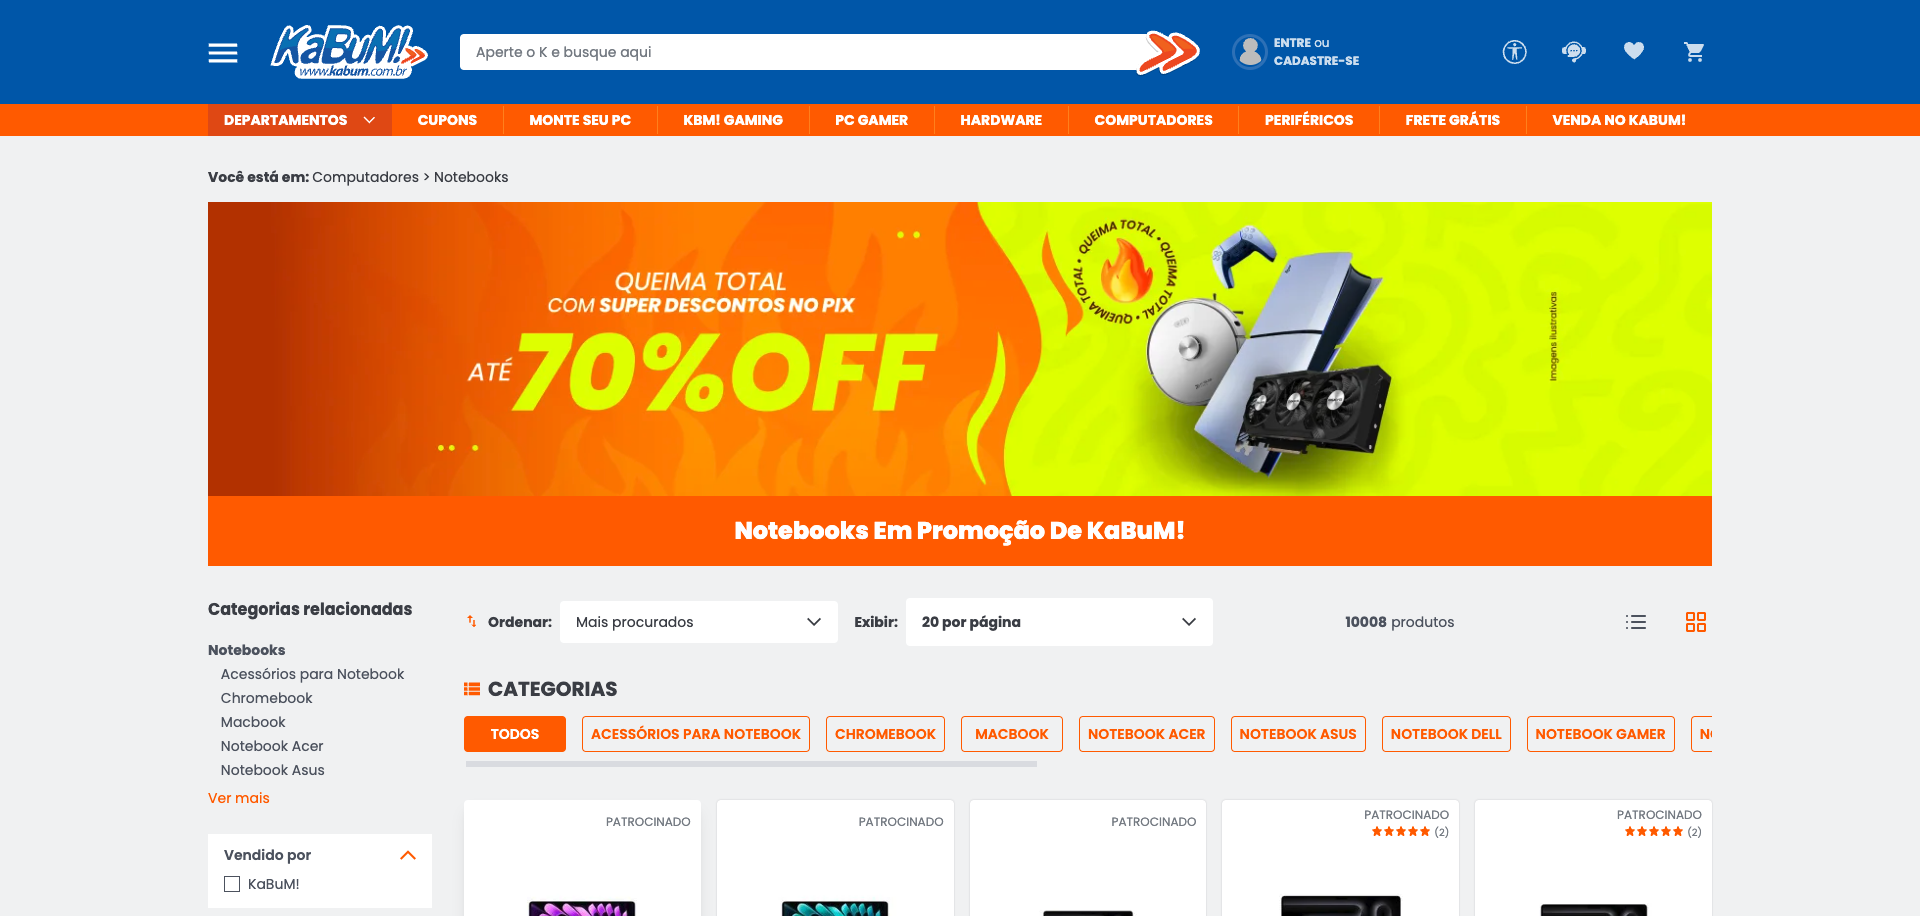 KaBuM!
www.kabum.com.br
Aperte o K e busque aqui
ENTRE ou
CADASTRE-SE
DEPARTAMENTOS
CUPONS
MONTE SEU PC
KBM! GAMING
PC GAMER
HARDWARE
COMPUTADORES
PERIFÉRICOS
FRETE GRÁTIS
VENDA NO KABUM!
Você está em: Computadores > Notebooks
QUEIMA TOTAL
COM SUPER DESCONTOS NO PIX
ATÉ 70%OFF
QUEIMA TOTAL • QUEIMA TOTAL • QUEIMA TOTAL •
Imagens ilustrativas
Notebooks Em Promoção De KaBuM!
Categorias relacionadas
Notebooks
Acessórios para Notebook
Chromebook
Macbook
Notebook Acer
Notebook Asus
Ver mais
Vendido por
KaBuM!
Ordenar:
Mais procurados
Exibir:
20 por página
10008 produtos
CATEGORIAS
TODOS
ACESSÓRIOS PARA NOTEBOOK
CHROMEBOOK
MACBOOK
NOTEBOOK ACER
NOTEBOOK ASUS
NOTEBOOK DELL
NOTEBOOK GAMER
PATROCINADO
PATROCINADO
PATROCINADO
PATROCINADO
(2)
PATROCINADO
(2)